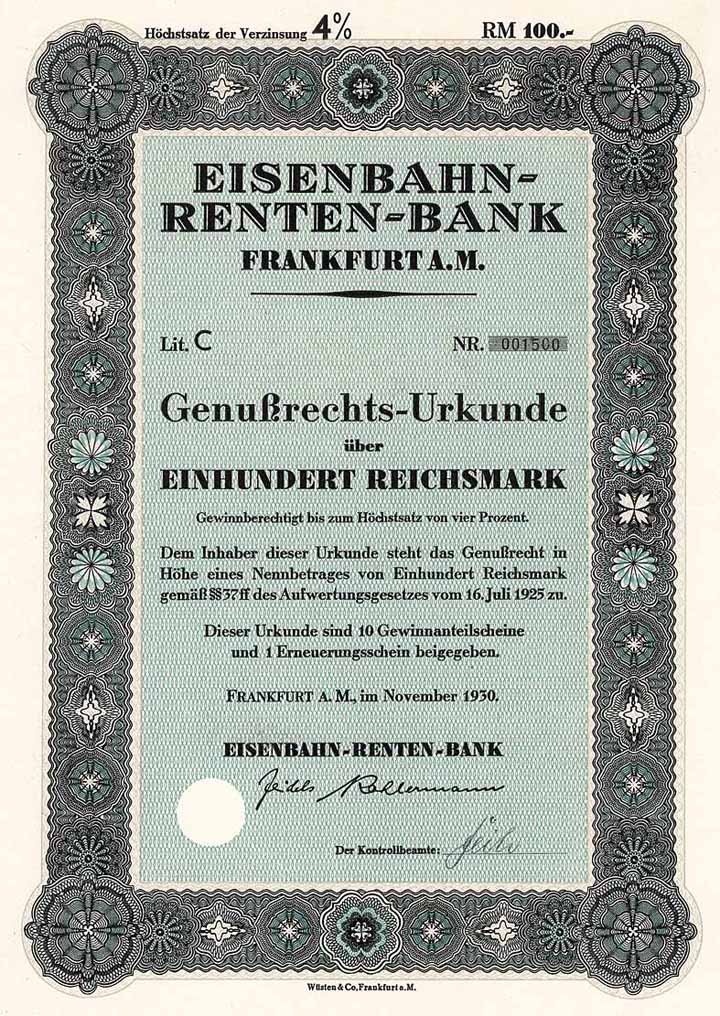 Höchstsatz der Verzinsung 4% RM 100.-
EISENBAHN-
RENTEN-BANK
FRANKFURT A.M.
Lit. C NR. 001500
Genußrechts-Urkunde
über
EINHUNDERT REICHSMARK
Gewinnberechtigt bis zum Höchstsatz von vier Prozent.
Dem Inhaber dieser Urkunde steht das Genußrecht in
Höhe eines Nennbetrages von Einhundert Reichsmark
gemäß §§ 37 ff des Aufwertungsgesetzes vom 16. Juli 1925 zu.
Dieser Urkunde sind 10 Gewinnanteilscheine
und 1 Erneuerungsschein beigegeben.
FRANKFURT A. M., im November 1930.
EISENBAHN-RENTEN-BANK
Der Kontrollbeamte:
Wüsten & Co, Frankfurt a. M.